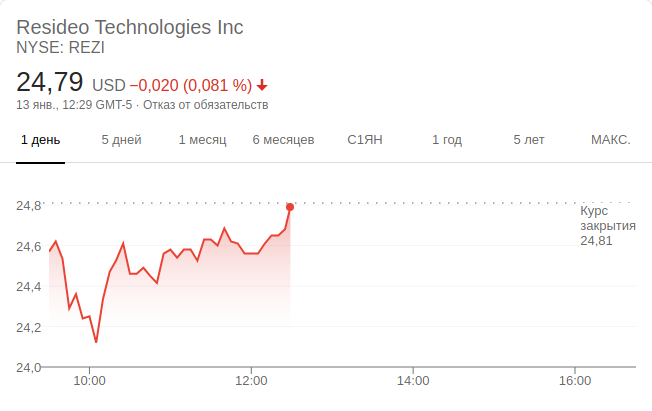 Resideo Technologies Inc
NYSE: REZI
24,79 USD −0,020 (0,081 %)
13 янв., 12:29 GMT-5 · Отказ от обязательств
1 день 5 дней 1 месяц 6 месяцев С1ЯН 1 год 5 лет МАКС.
24,8
Курс
закрытия
24,81
24,6
24,4
24,2
24,0
10:00 12:00 14:00 16:00